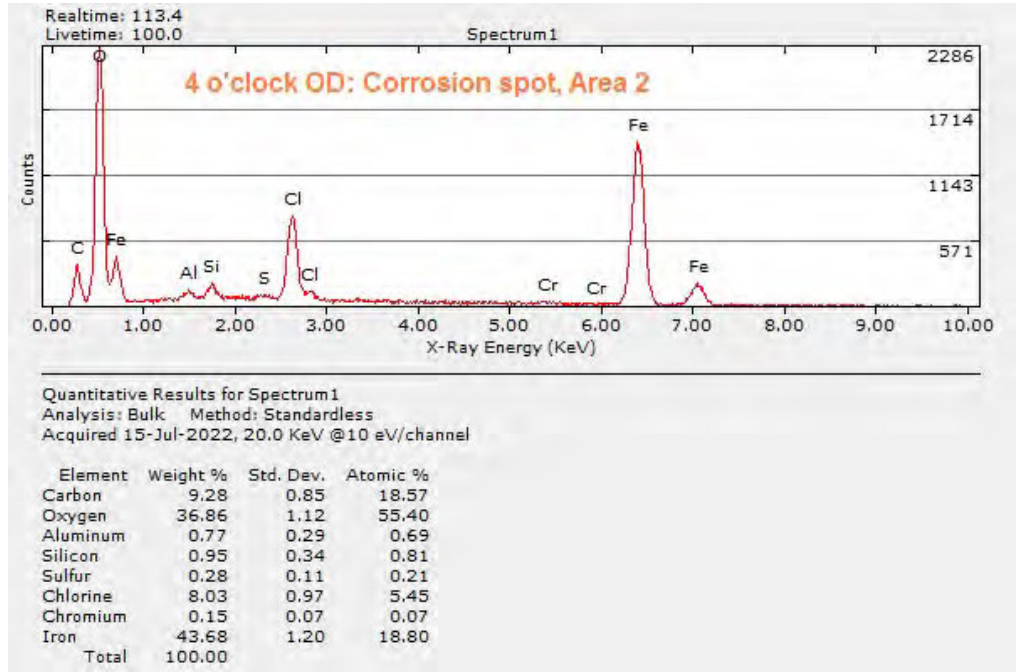 Realtime: 113.4
Livetime: 100.0
Spectrum1
4 o'clock OD: Corrosion spot, Area 2
2286
1714
1143
571
Counts
C
O
Fe
Al
Si
S
Cl
Cl
Cr
Cr
Fe
Fe
0.00 1.00 2.00 3.00 4.00 5.00 6.00 7.00 8.00 9.00 10.00
X-Ray Energy (KeV)
Quantitative Results for Spectrum1
Analysis: Bulk Method: Standardless
Acquired 15-Jul-2022, 20.0 KeV @10 eV/channel
Element Weight % Std. Dev. Atomic %
Carbon 9.28 0.85 18.57
Oxygen 36.86 1.12 55.40
Aluminum 0.77 0.29 0.69
Silicon 0.95 0.34 0.81
Sulfur 0.28 0.11 0.21
Chlorine 8.03 0.97 5.45
Chromium 0.15 0.07 0.07
Iron 43.68 1.20 18.80
Total 100.00